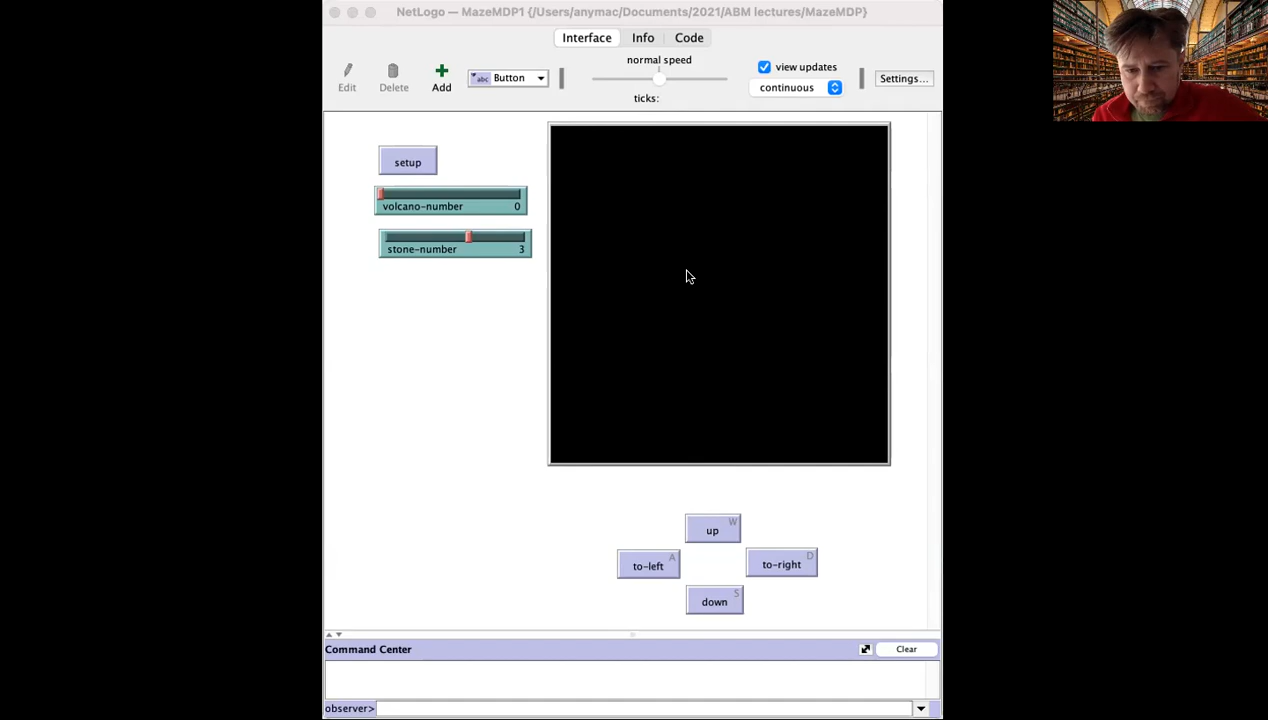 NetLogo — MazeMDP1 {/Users/anymac/Documents/2021/ABM lectures/MazeMDP}
Interface Info Code
normal speed
Edit Delete Add abc Button view updates
continuous Settings...
ticks:
setup
volcano-number 0
stone-number 3
up W
to-left A
to-right D
down S
Command Center Clear
observer>